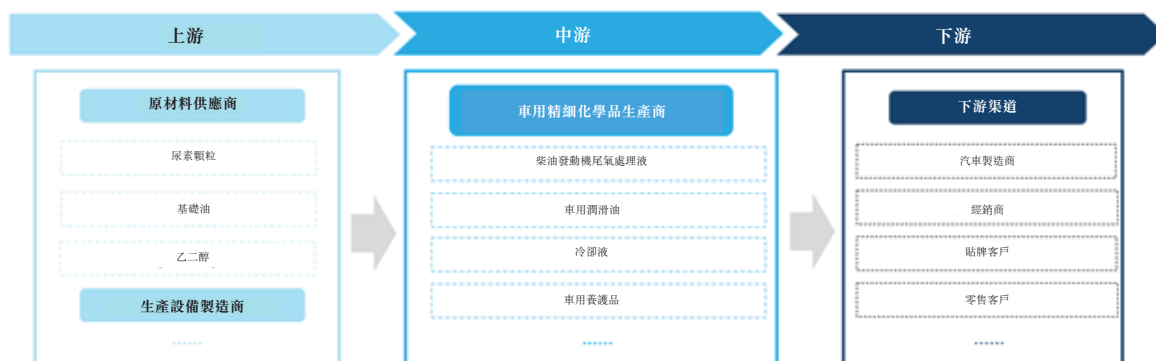 上游
中游
下游
原材料供應商
尿素顆粒
基礎油
乙二醇
生產設備製造商
······
車用精細化學品生產商
柴油發動機尾氣處理液
車用潤滑油
冷卻液
車用養護品
······
下游渠道
汽車製造商
經銷商
貼牌客戶
零售客戶
······